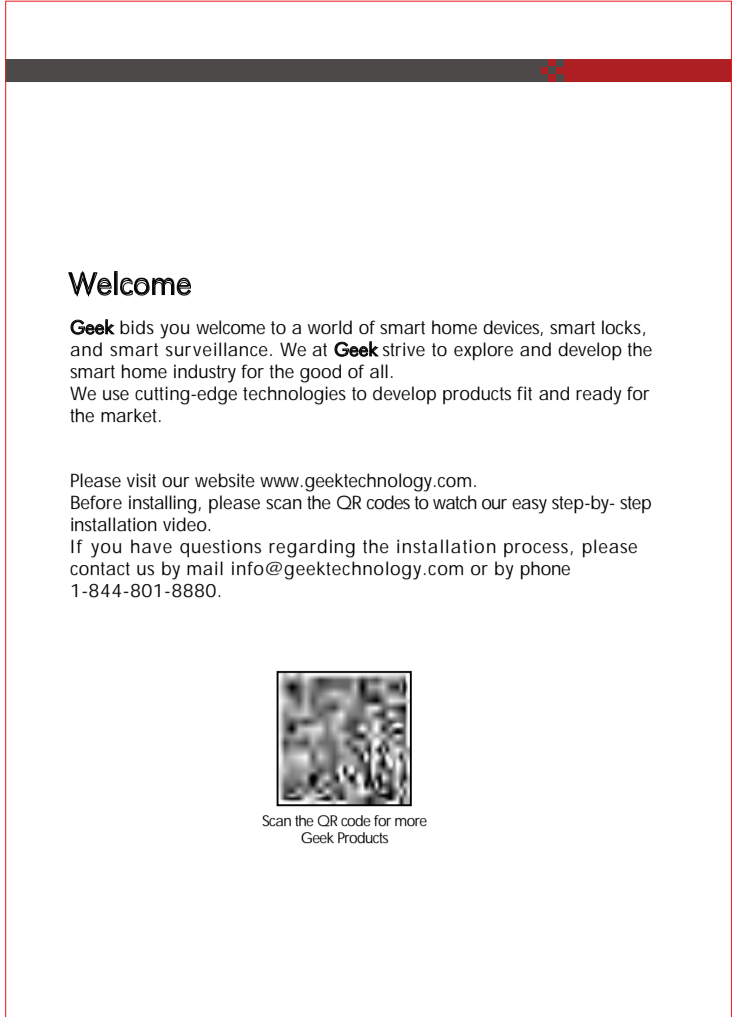 Welcome
Geek bids you welcome to a world of smart home devices, smart locks,
and smart surveillance. We at Geek strive to explore and develop the
smart home industry for the good of all.
We use cutting-edge technologies to develop products fit and ready for
the market.
Please visit our website www.geektechnology.com.
Before installing, please scan the QR codes to watch our easy step-by- step
installation video.
If you have questions regarding the installation process, please
contact us by mail info@geektechnology.com or by phone
1-844-801-8880.
Scan the QR code for more
Geek Products